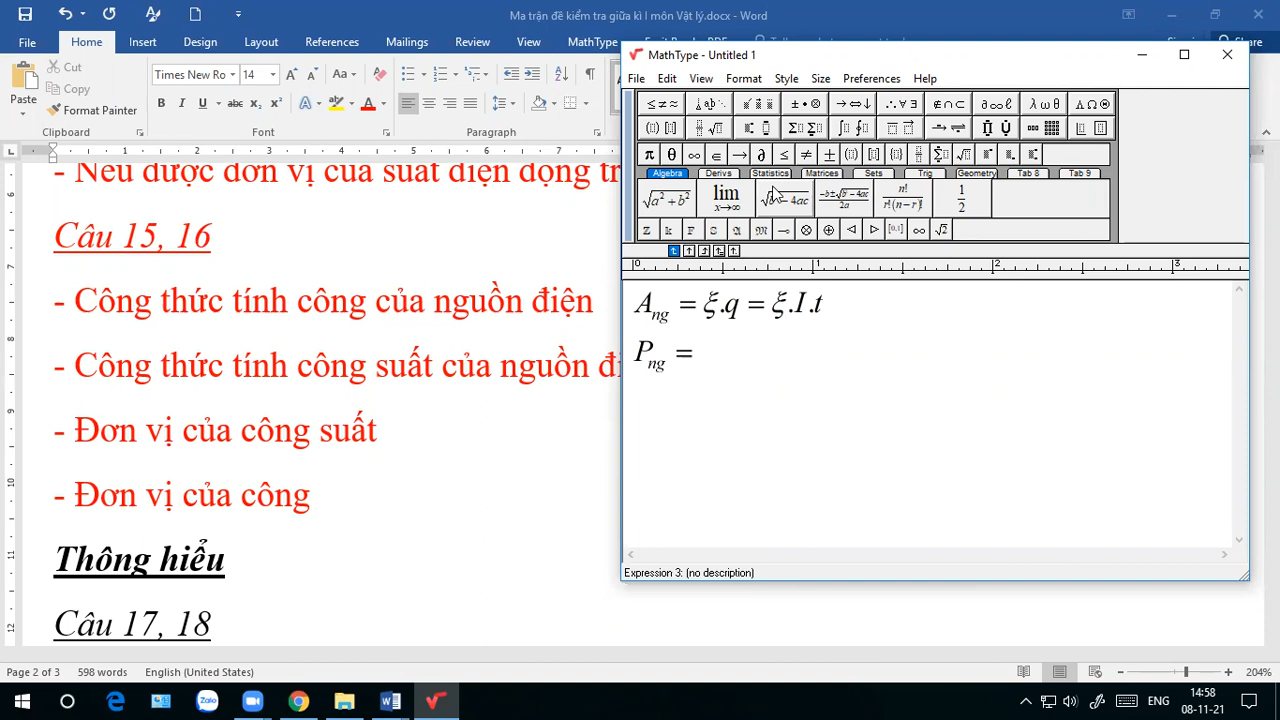 Ma trận đề kiểm tra giữa kì I môn Vật lý.docx - Word
File Home Insert Design Layout References Mailings Review View MathType Share
Cut
Copy
Format Painter
Paste
Times New Ro 14
Clipboard Font Paragraph
- Nêu được đơn vị của suất điện động
Câu 15, 16
- Công thức tính công của nguồn điện
- Công thức tính công suất của nguồn
- Đơn vị của công suất
- Đơn vị của công
Thông hiểu
Câu 17, 18
MathType - Untitled 1
File Edit View Format Style Size Preferences Help
Algebra Derivs Statistics Matrices Sets Trig Geometry Tab 8 Tab 9
0 1 2 3
A_ng = ξ.q = ξ.I.t
P_ng =
Expression 3: (no description)
Page 2 of 3 598 words English (United States) 204%
Zalo ENG 14:58
08-11-21